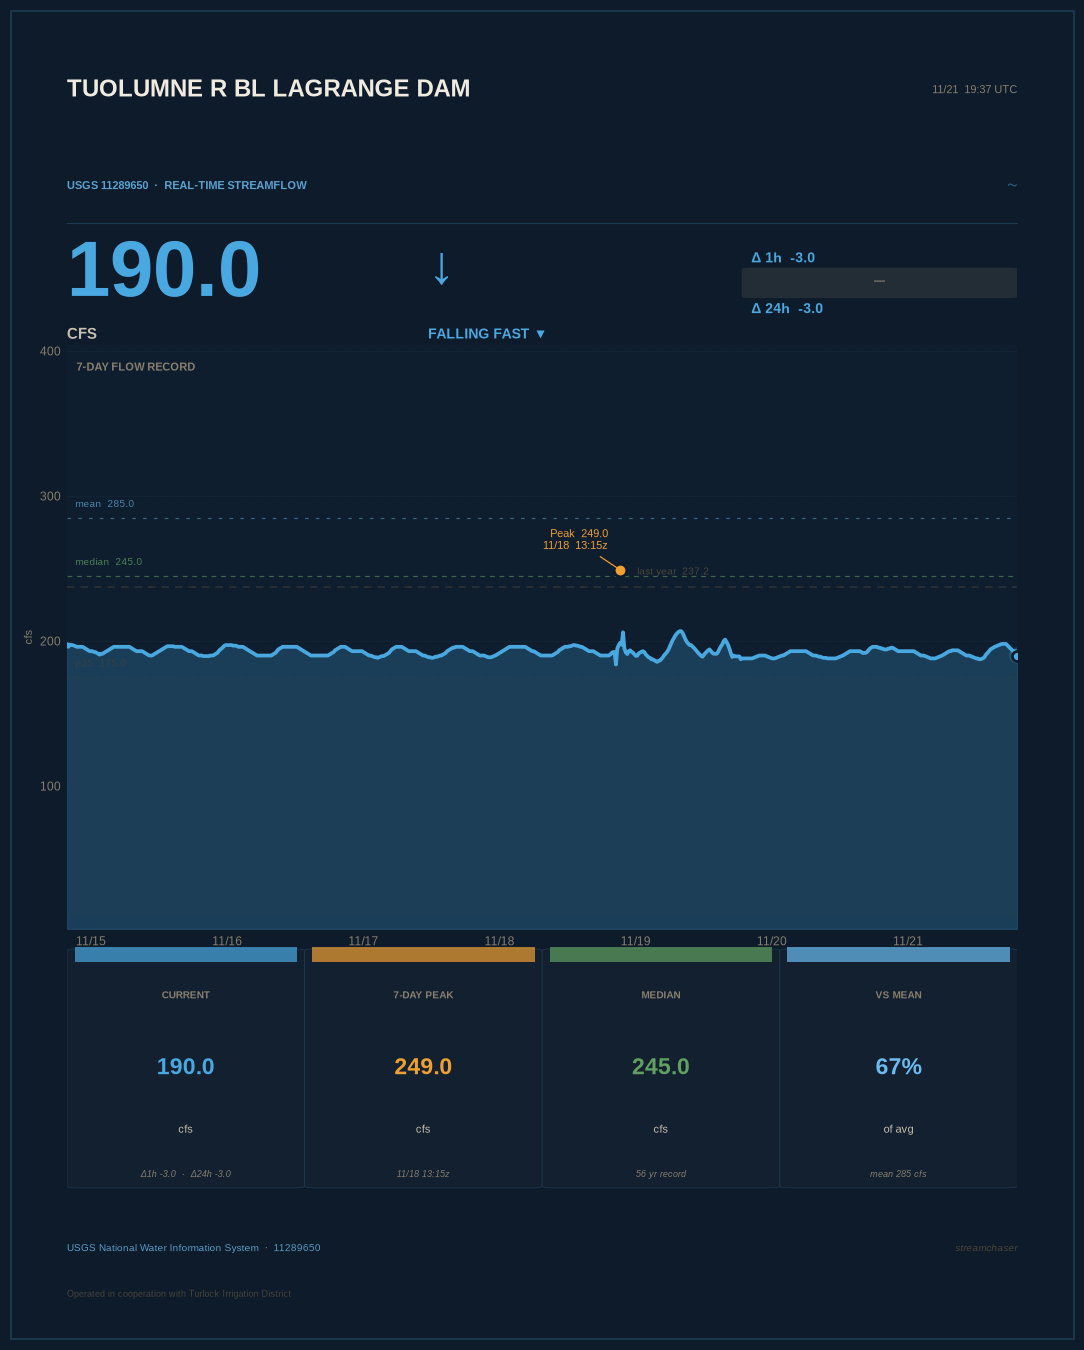 TUOLUMNE R BL LAGRANGE DAM
11/21 19:37 UTC
USGS 11289650 · REAL-TIME STREAMFLOW
~
190.0
↓
Δ 1h -3.0
—
Δ 24h -3.0
CFS
FALLING FAST ▼
400
7-DAY FLOW RECORD
300
mean 285.0
Peak 249.0
11/18 13:15z
median 245.0
last year 237.2
cfs
200
100
11/15 11/16 11/17 11/18 11/19 11/20 11/21
CURRENT
190.0
cfs
Δ1h -3.0 · Δ24h -3.0
7-DAY PEAK
249.0
cfs
11/18 13:15z
MEDIAN
245.0
cfs
56 yr record
VS MEAN
67%
of avg
mean 285 cfs
USGS National Water Information System · 11289650
streamchaser
Operated in cooperation with Turlock Irrigation District